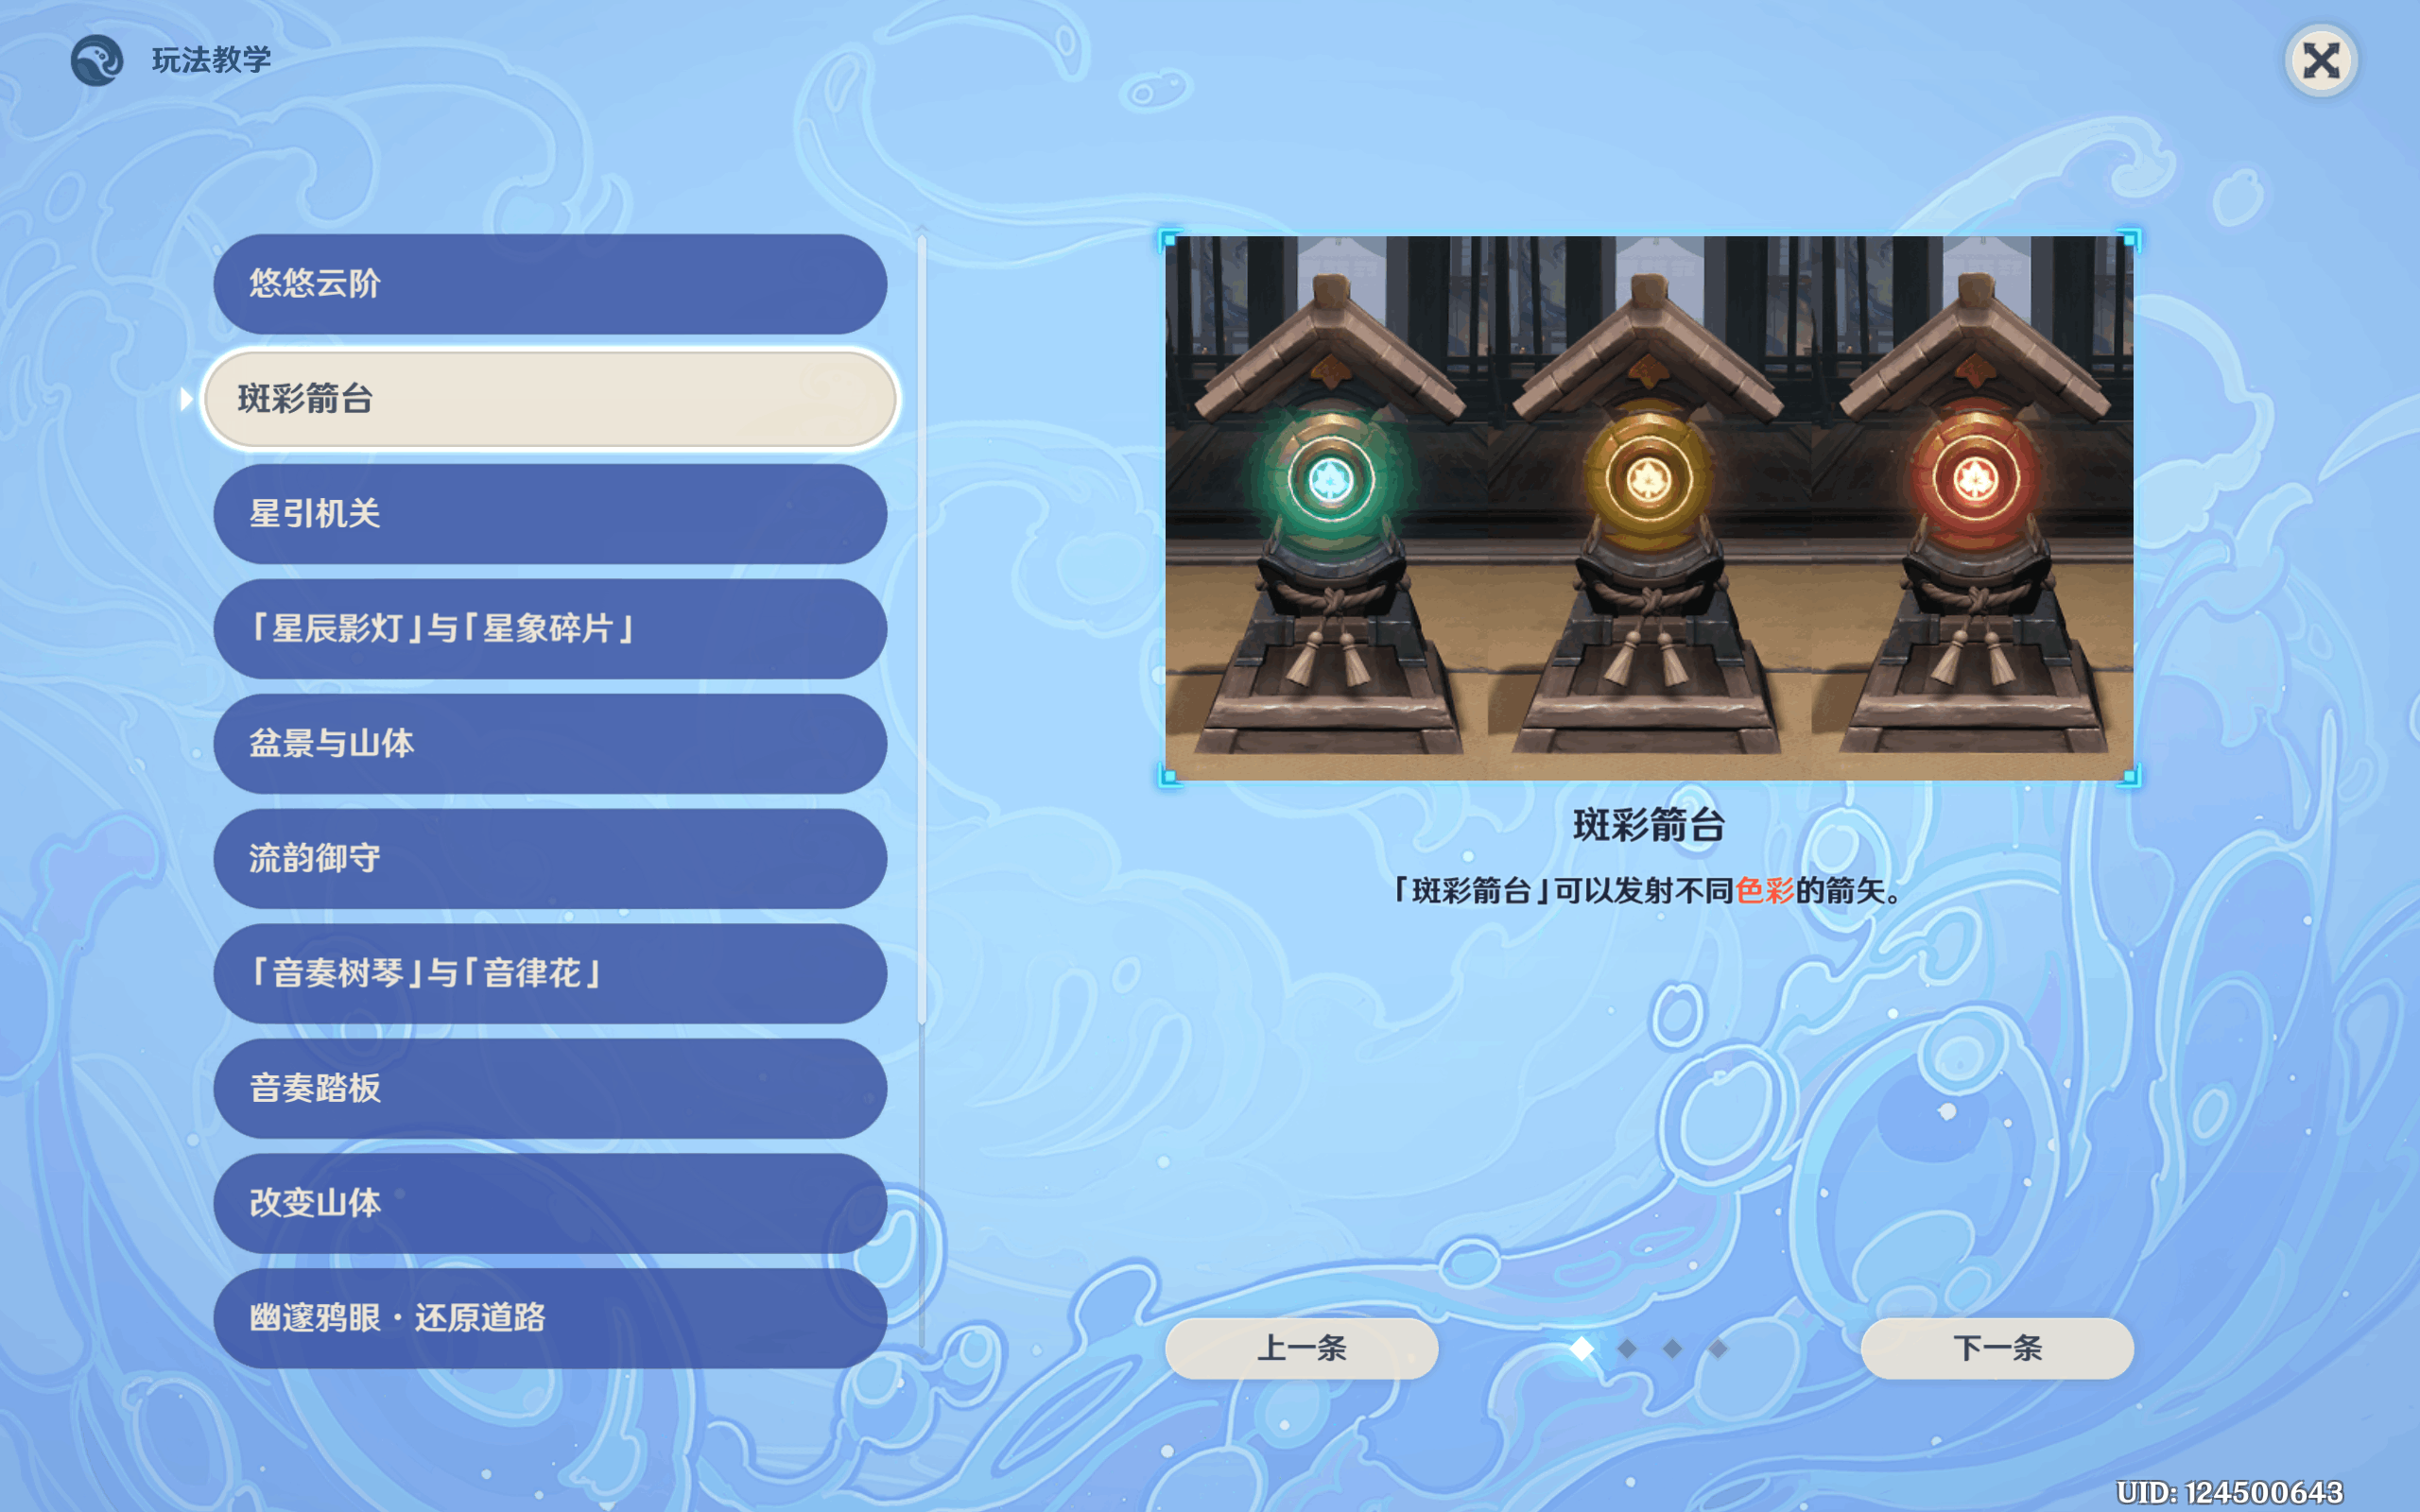 玩法教学
悠悠云阶
斑彩箭台
星引机关
「星辰影灯」与「星象碎片」
盆景与山体
流韵御守
「音奏树琴」与「音律花」
音奏踏板
改变山体
幽邃鸦眼·还原道路
斑彩箭台
「斑彩箭台」可以发射不同色彩的箭矢。
上一条
下一条
UID: 124500643